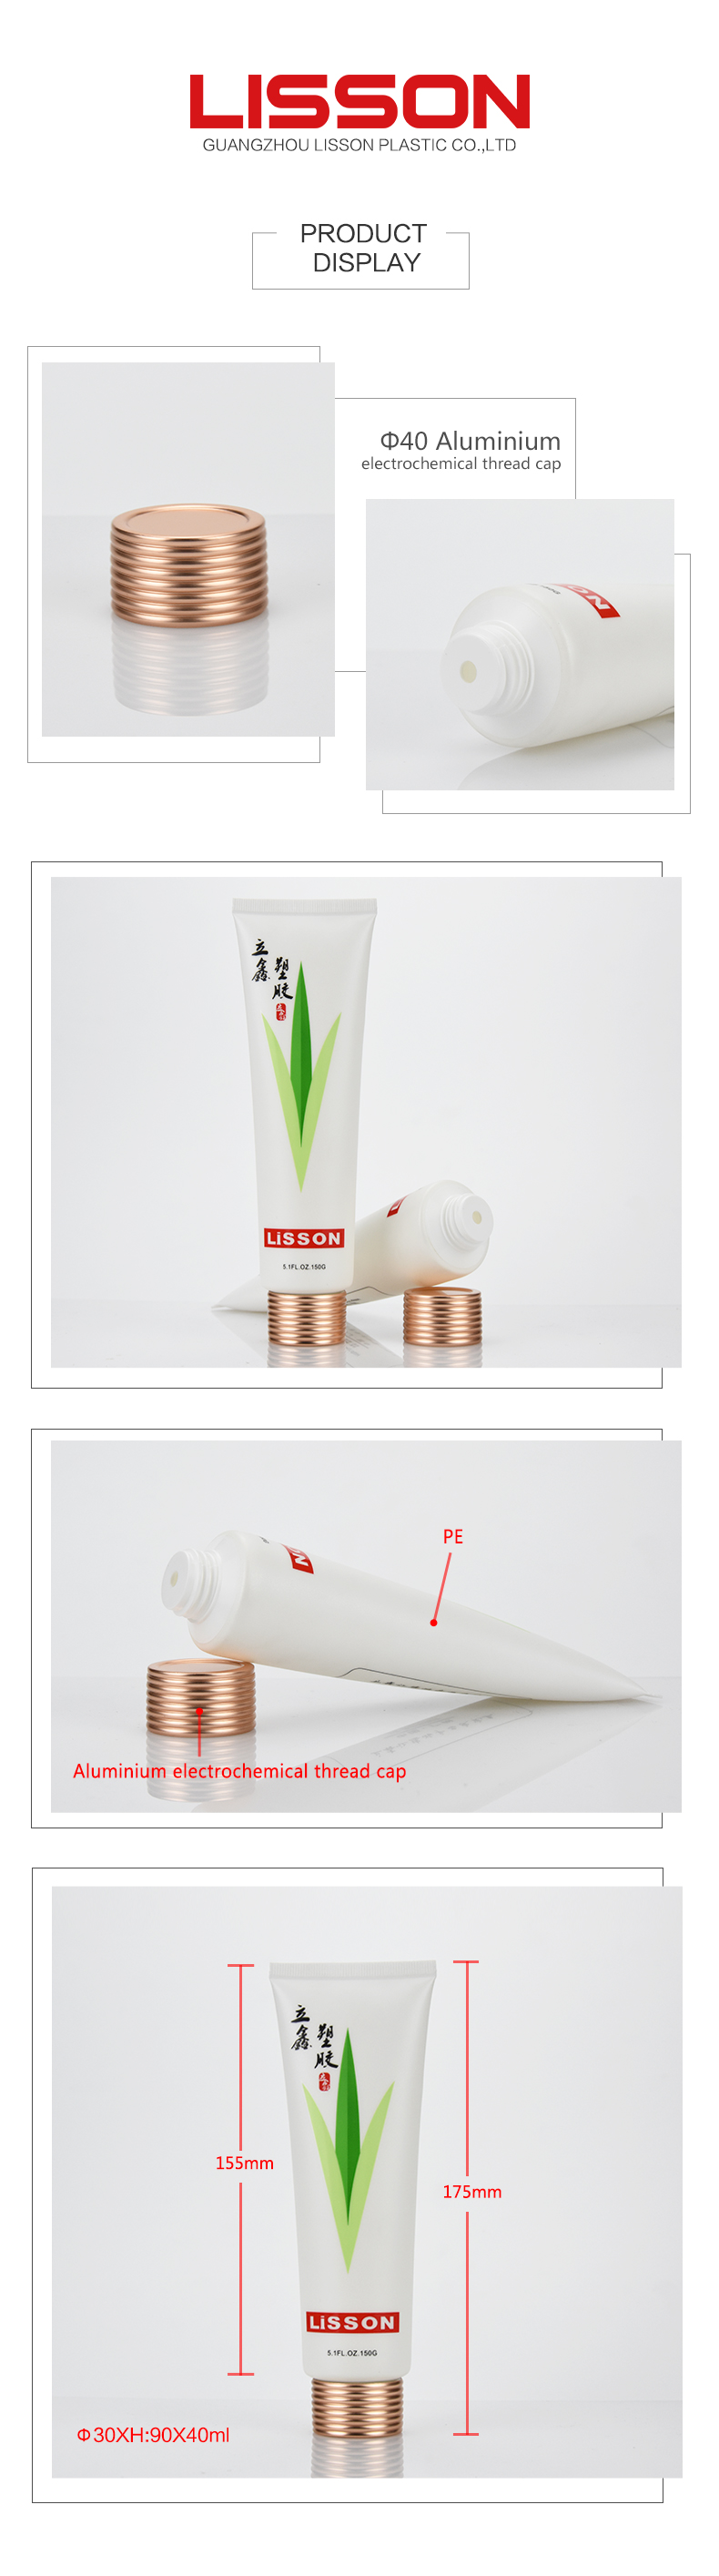 LISSON
GUANGZHOU LISSON PLASTIC CO.,LTD
PRODUCT
DISPLAY
Φ40 Aluminium
electrochemical thread cap
立鑫
塑胶
LiSSON
5.1FL.OZ.150G
PE
Aluminium electrochemical thread cap
立鑫
塑胶
155mm
175mm
LiSSON
5.1FL.OZ.150G
Φ30XH:90X40ml